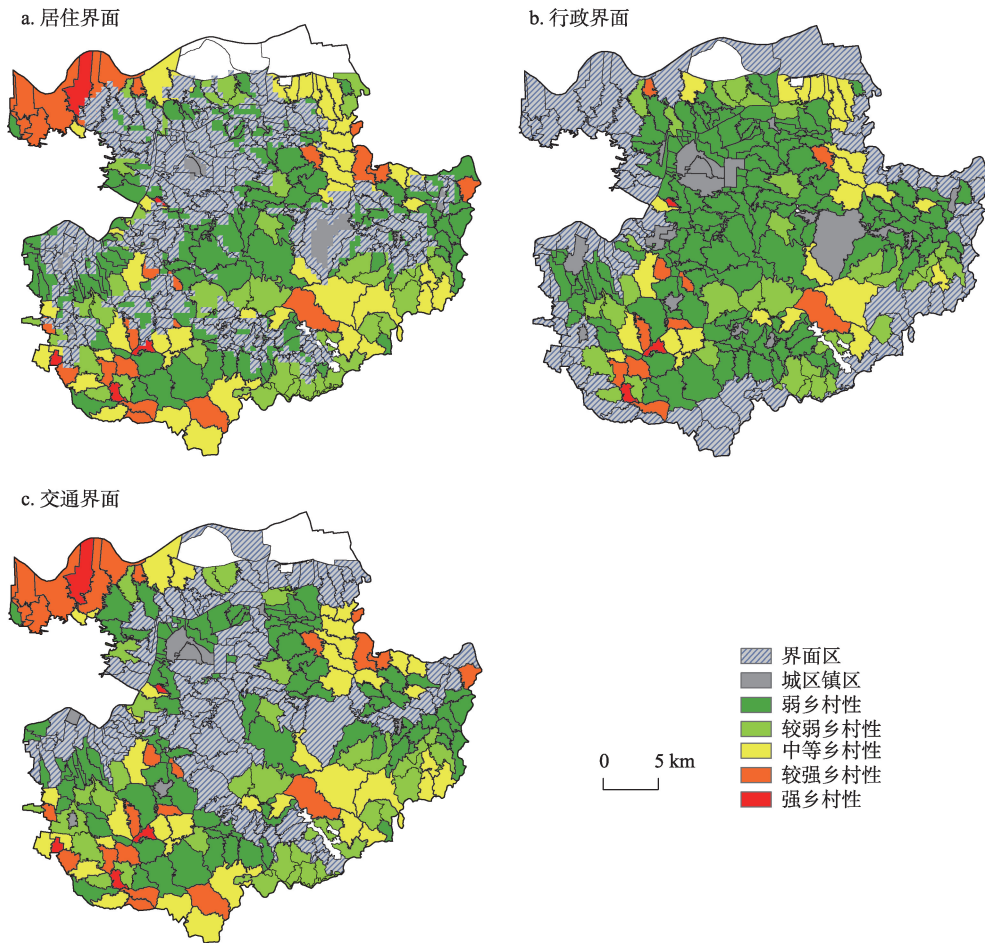 a. 居住界面
b. 行政界面
c. 交通界面
界面区
城区镇区
弱乡村性
较弱乡村性
中等乡村性
较强乡村性
强乡村性
0 5 km